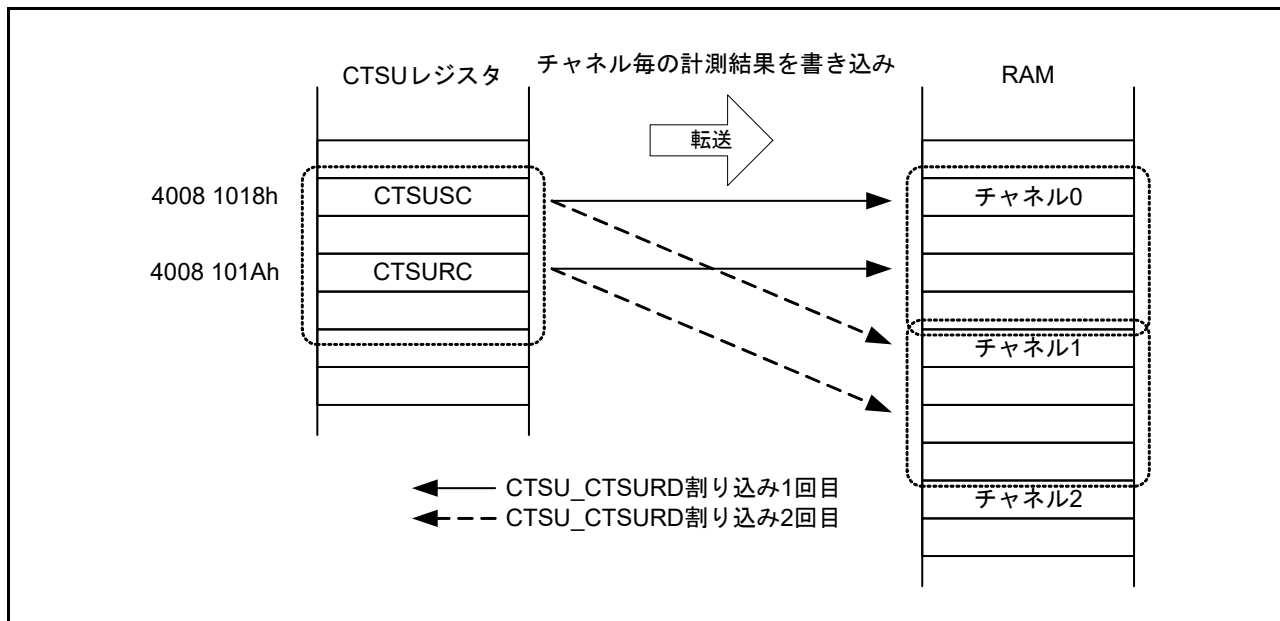 チャネル毎の計測結果を書き込み
CTSUレジスタ
RAM
転送
4008 1018h
CTSUSC
チャネル0
4008 101Ah
CTSURC
チャネル1
CTSU_CTSURD割り込み1回目
チャネル2
CTSU_CTSURD割り込み2回目